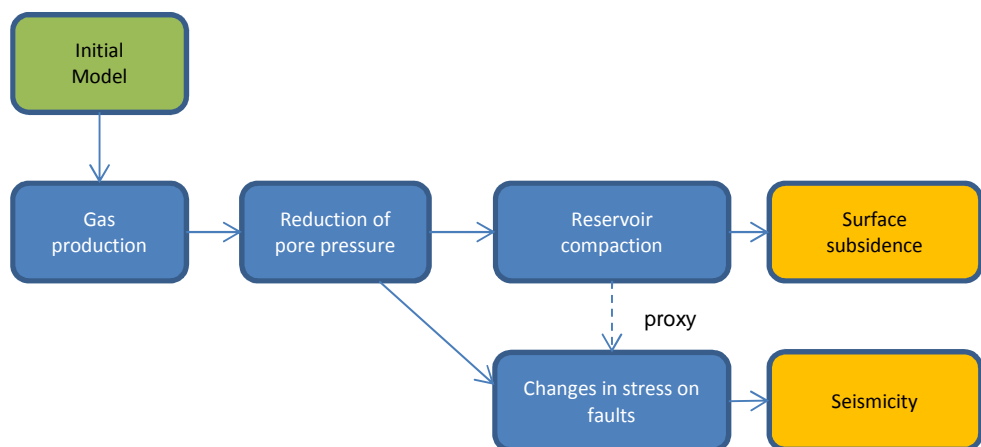 Initial
Model
Gas
production
Reduction of
pore pressure
Reservoir
compaction
Surface
subsidence
proxy
Changes in stress on
faults
Seismicity